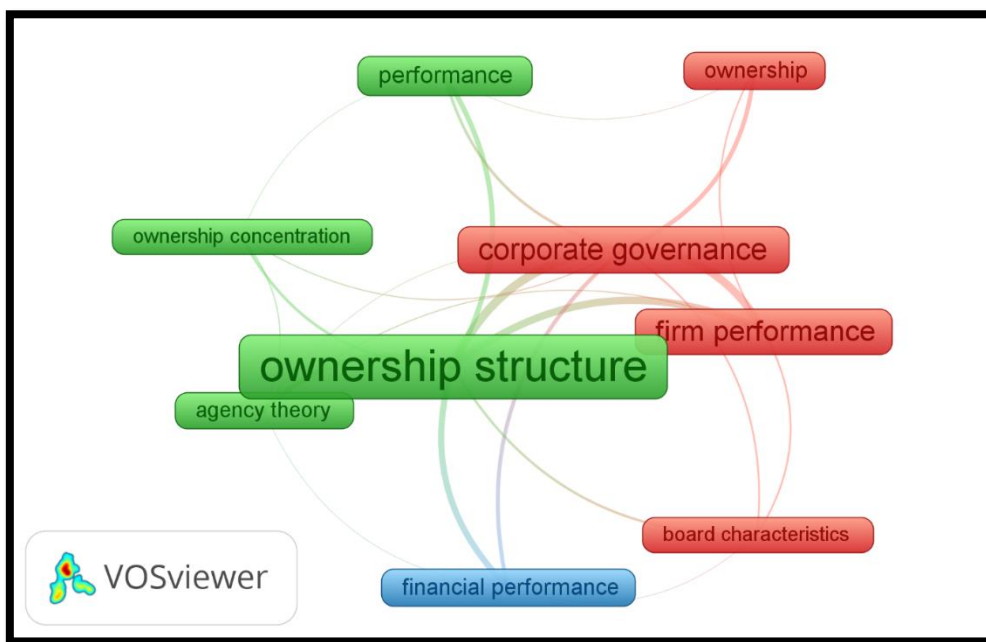 performance
ownership
ownership concentration
corporate governance
firm performance
ownership structure
agency theory
board characteristics
VOSviewer
financial performance